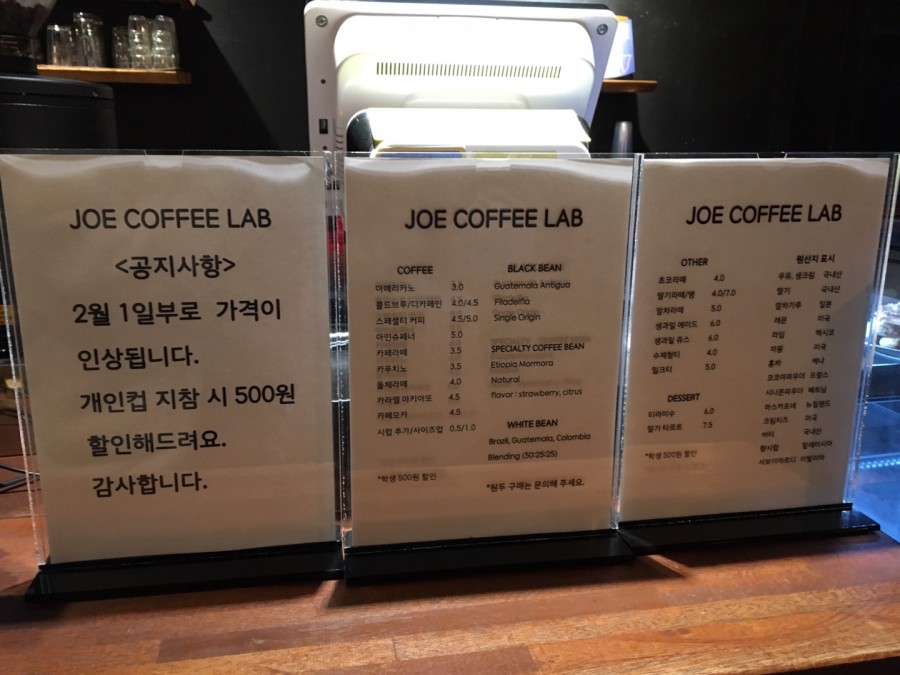 JOE COFFEE LAB
<공지사항>
2월 1일부로 가격이
인상됩니다.
개인컵 지참 시 500원
할인해드려요.
감사합니다.
JOE COFFEE LAB
COFFEE
아메리카노 3.0
콜드브루/디카페인 4.0/4.5
스페셜티 커피 4.5/5.0
아인슈페너 5.0
카페라떼 3.5
카푸치노 3.5
돌체라떼 4.0
카라멜 마키아또 4.5
카페모카 4.5
시럽 추가/사이즈업 0.5/1.0
*학생 500원 할인
BLACK BEAN
Guatemala Antigua
Filadelfia
Single Origin
SPECIALTY COFFEE BEAN
Etiopia Mormora
Natural
flavor : strawberry, citrus
WHITE BEAN
Brazil, Guatemala, Colombia
Blending (50:25:25)
*원두 구매는 문의해 주세요.
JOE COFFEE LAB
OTHER
초코라떼 4.0
딸기라떼/병 4.0/7.0
말차라떼 5.0
생과일 에이드 6.0
생과일 쥬스 6.0
수제청티 4.0
밀크티 5.0
DESSERT
티라미수 6.0
딸기 타르트 7.5
*학생 500원 할인
원산지 표시
우유, 생크림 국내산
딸기 국내산
말차가루 일본
레몬 미국
라임 멕시코
자몽 미국
홍차 케냐
코코아파우더 프랑스
시나몬파우더 베트남
마스카포네 뉴질랜드
크림치즈 미국
버터 국내산
향시럽 말레이시아
사보이아르디 이탈리아